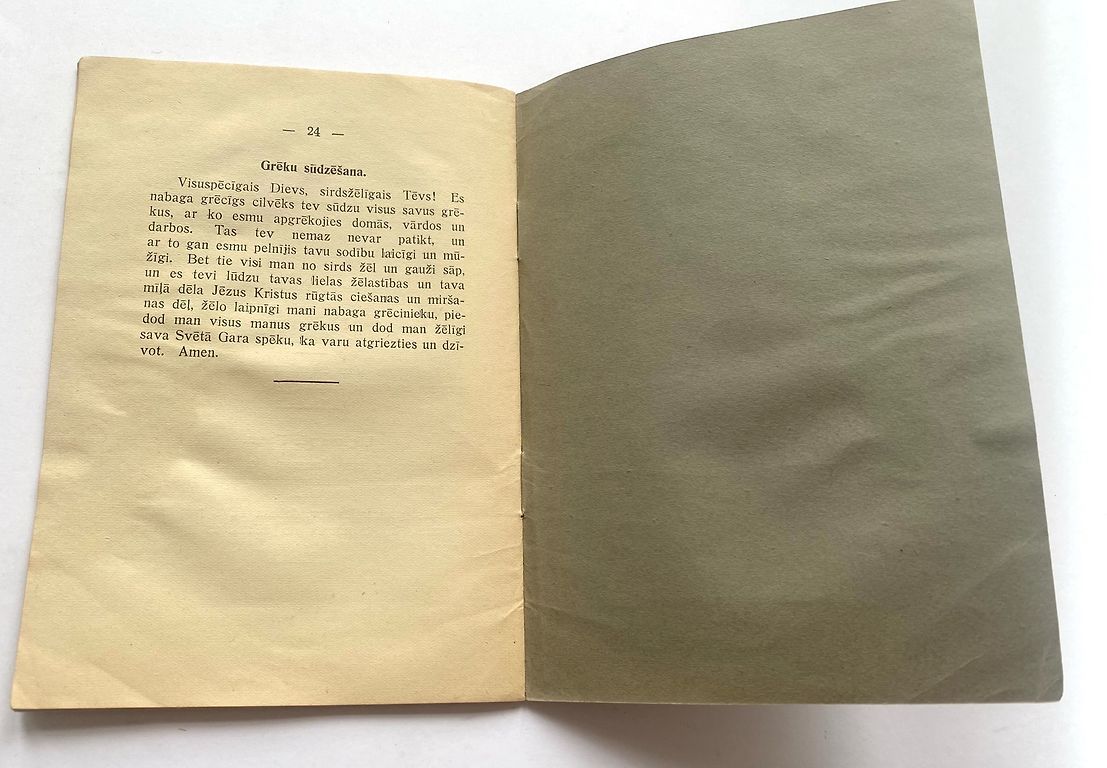 — 24 —
Grēku sūdzēšana.
Visuspēcīgais Dievs, sirdsžēlīgais Tēvs! Es
nabaga grēcīgs cilvēks tev sūdzu visus savus grē-
kus, ar ko esmu apgrēkojies domās, vārdos un
darbos. Tas tev nemaz nevar patikt, un
ar to gan esmu pelnījis tavu sodību laicīgi un mū-
žīgi. Bet tie visi man no sirds žēl un gauži sāp,
un es tevi lūdzu tavas lielas žēlastības un tava
mīļā dēla Jēzus Kristus rūgtās ciešanas un mirša-
nas dēļ, žēlo laipnīgi mani nabaga grēcinieku, pie-
dod man visus manus grēkus un dod man žēlīgi
sava Svētā Gara spēku, ka varu atgriezties un dzī-
vot. Amen.